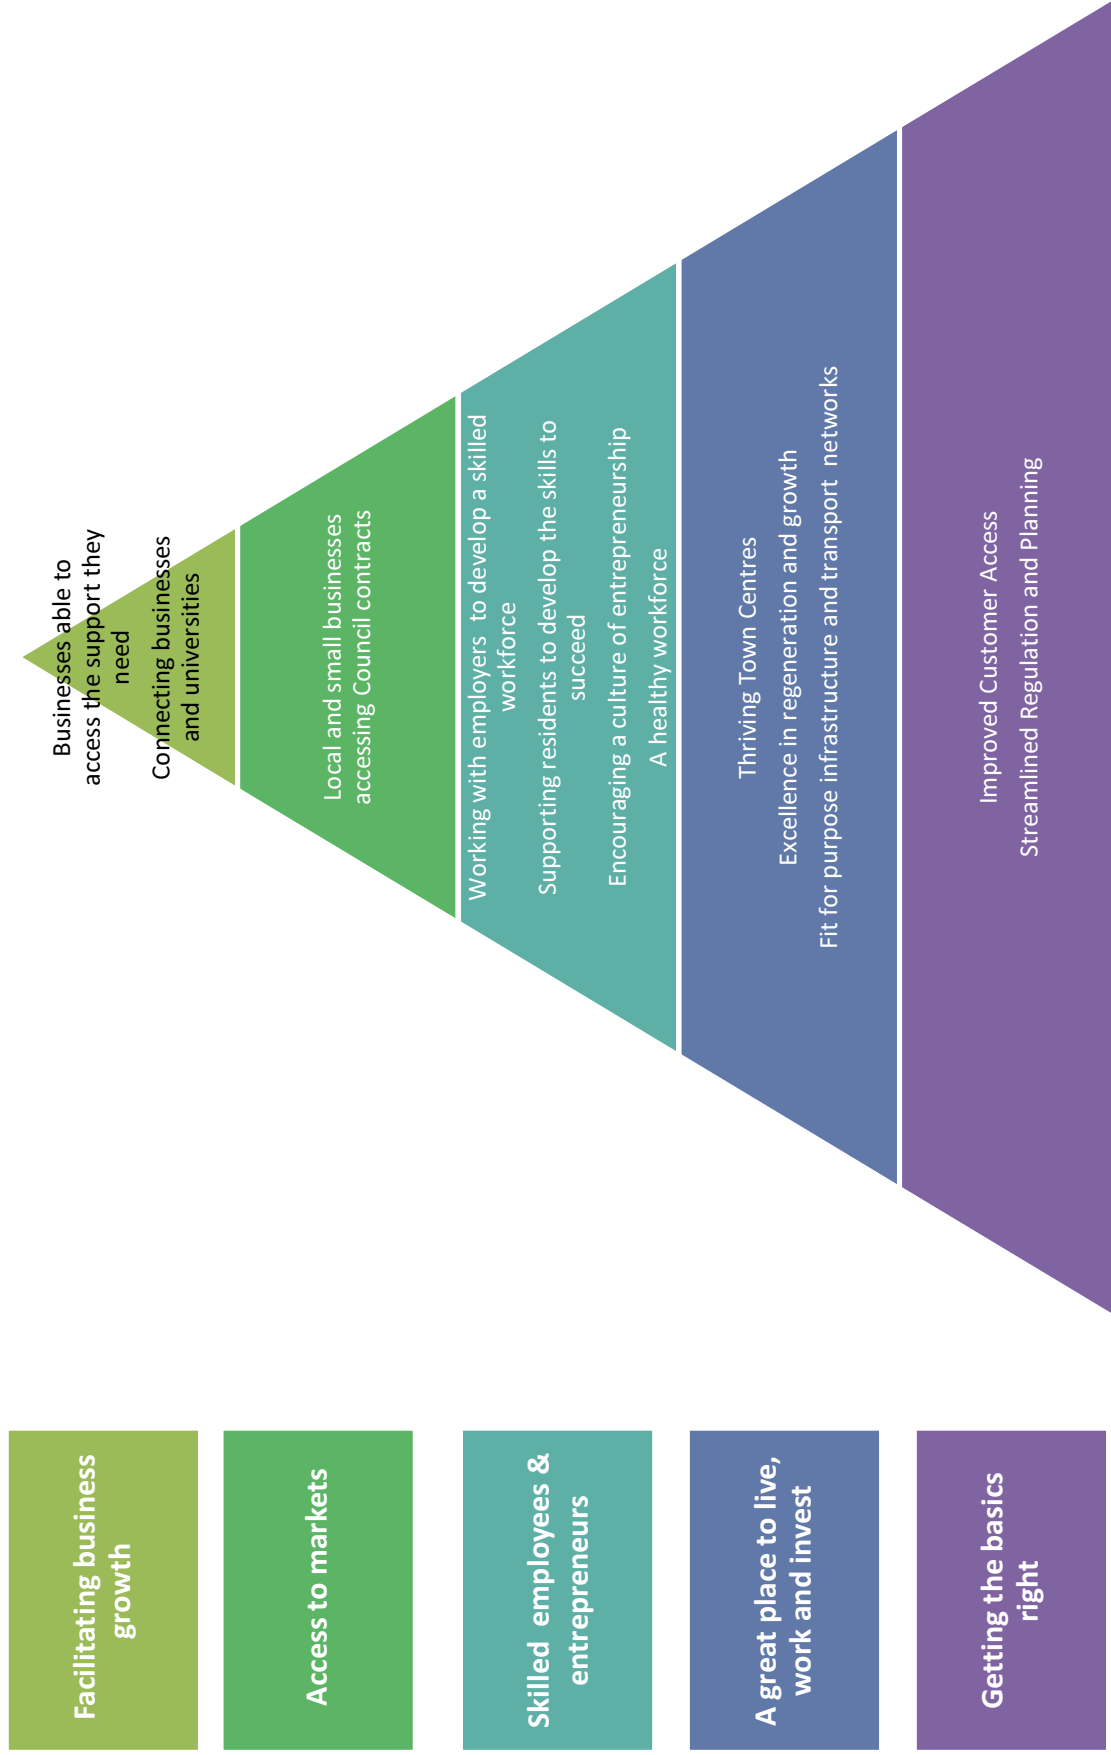 Facilitating business
growth
Businesses able to
access the support they
need
Connecting businesses
and universities
Access to markets
Local and small businesses
accessing Council contracts
Skilled employees &
entrepreneurs
Working with employers to develop a skilled
workforce
Supporting residents to develop the skills to
succeed
Encouraging a culture of entrepreneurship
A healthy workforce
A great place to live,
work and invest
Thriving Town Centres
Excellence in regeneration and growth
Fit for purpose infrastructure and transport networks
Getting the basics
right
Improved Customer Access
Streamlined Regulation and Planning